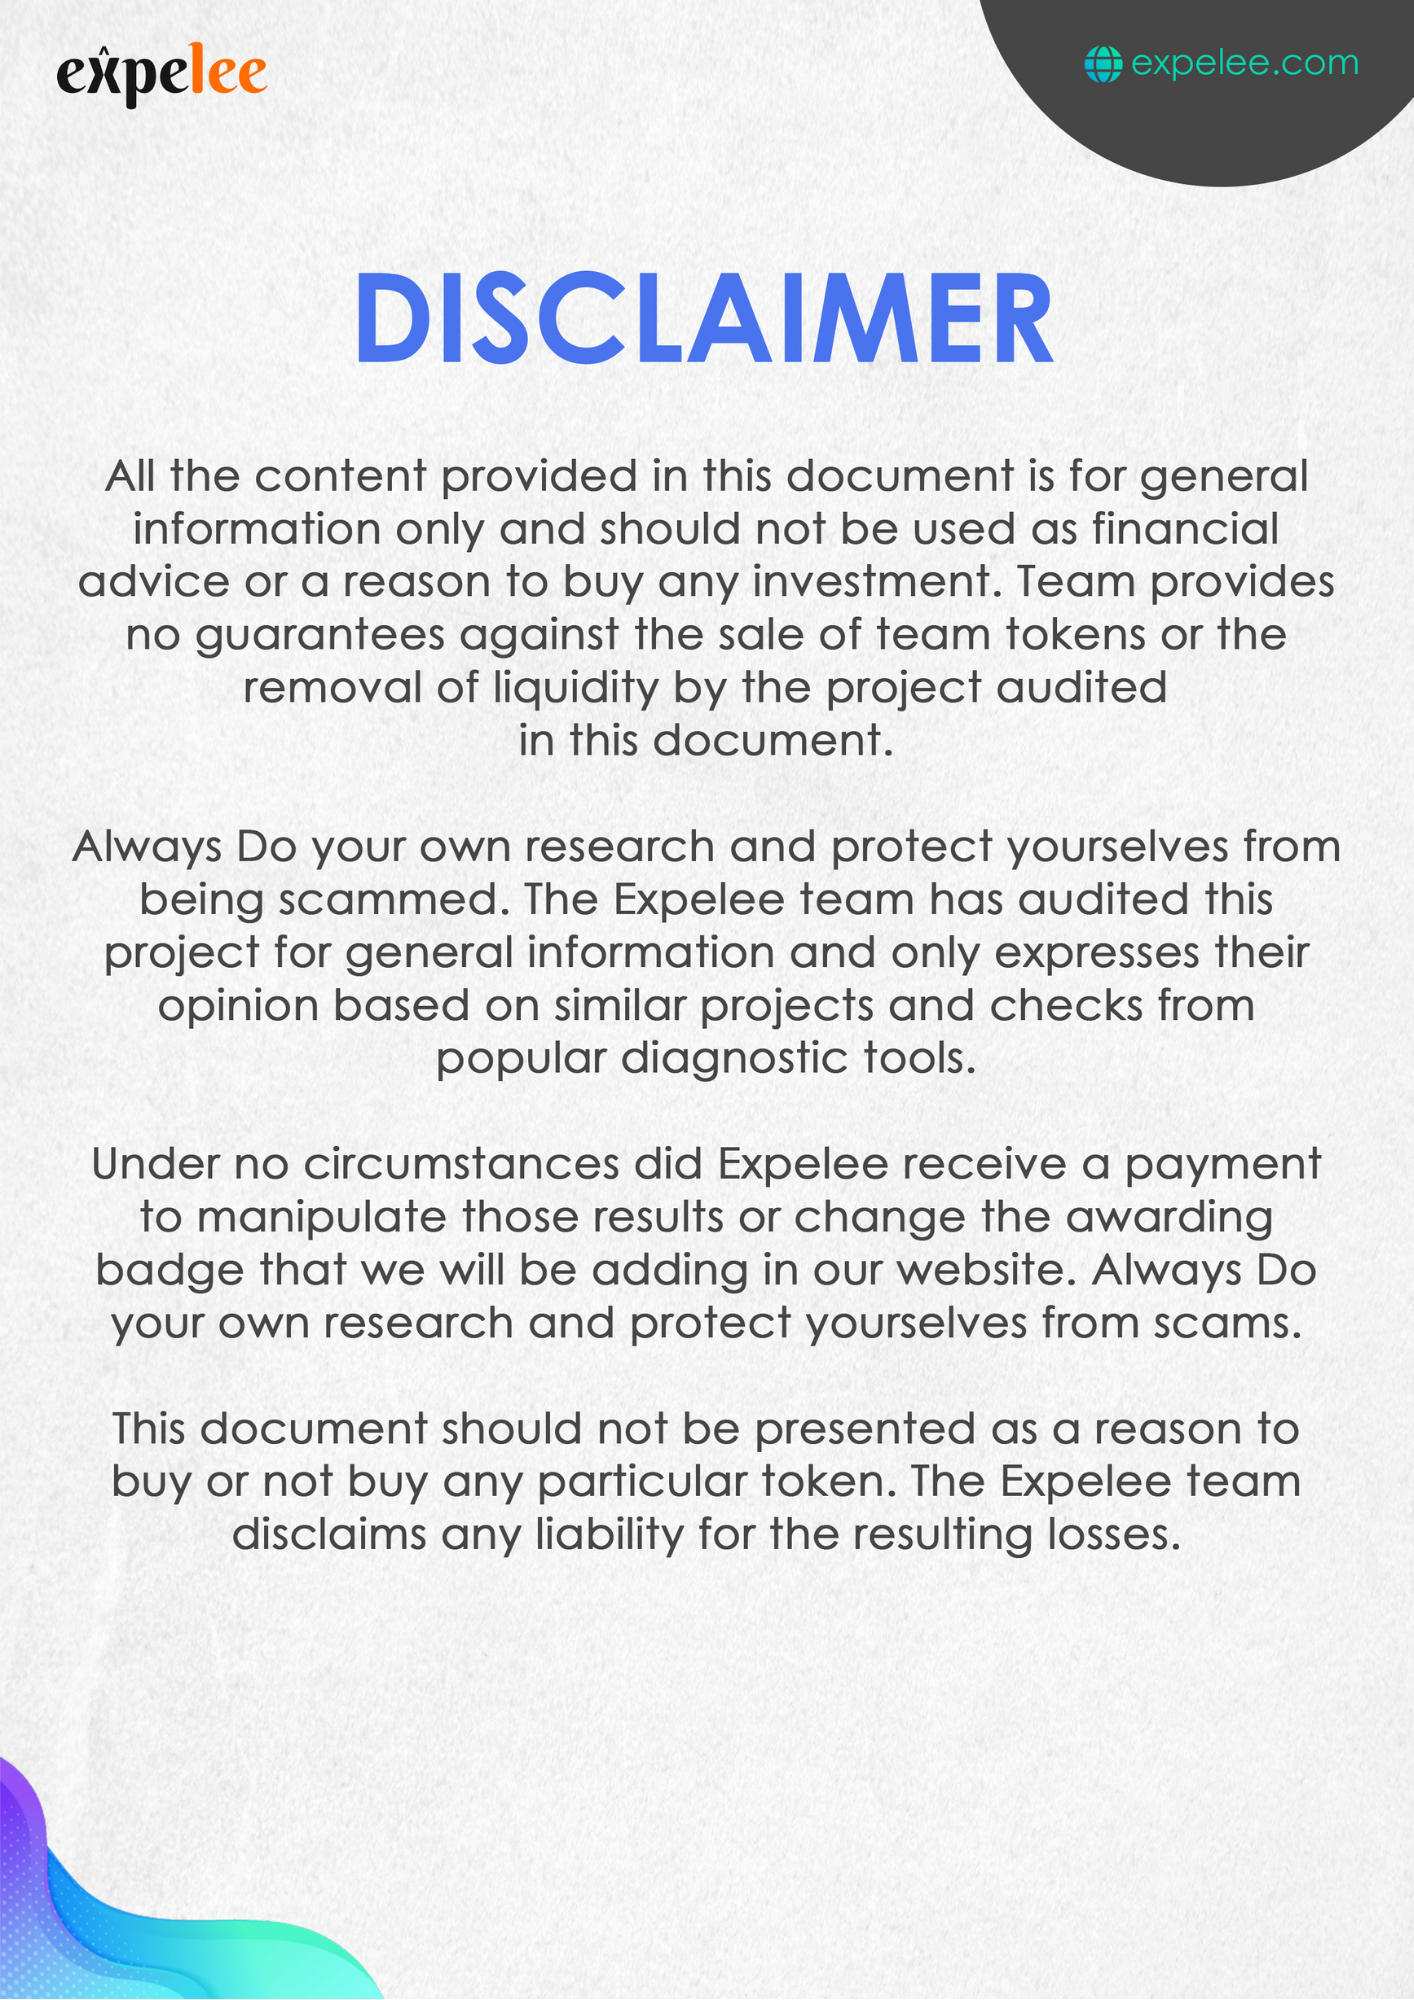 expelee
expelee.com
DISCLAIMER
All the content provided in this document is for general
information only and should not be used as financial
advice or a reason to buy any investment. Team provides
no guarantees against the sale of team tokens or the
removal of liquidity by the project audited
in this document.
Always Do your own research and protect yourselves from
being scammed. The Expelee team has audited this
project for general information and only expresses their
opinion based on similar projects and checks from
popular diagnostic tools.
Under no circumstances did Expelee receive a payment
to manipulate those results or change the awarding
badge that we will be adding in our website. Always Do
your own research and protect yourselves from scams.
This document should not be presented as a reason to
buy or not buy any particular token. The Expelee team
disclaims any liability for the resulting losses.